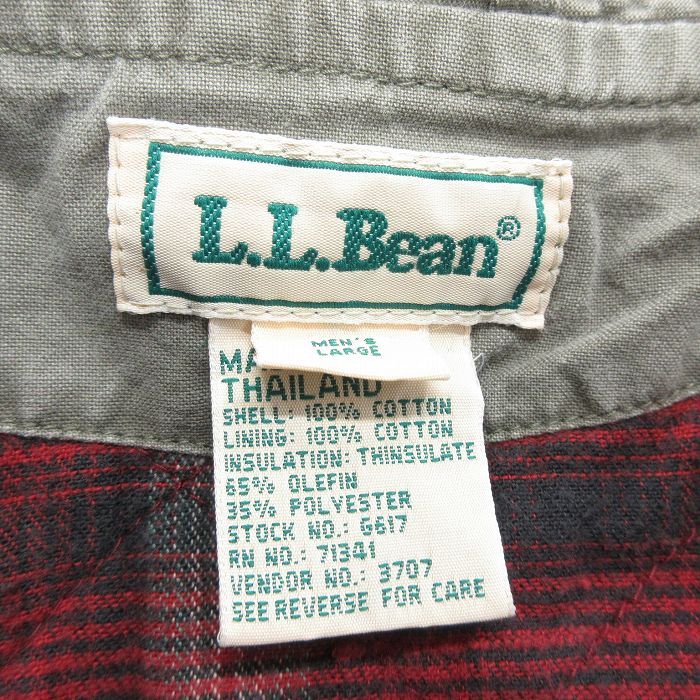 L.L.Bean®
MEN'S
LARGE
THAILAND
SHELL: 100% COTTON
LINING: 100% COTTON
INSULATION: THINSULATE
65% OLEFIN
35% POLYESTER
STOCK NO.: G617
RN NO.: 71341
VENDOR NO.: 3707
SEE REVERSE FOR CARE